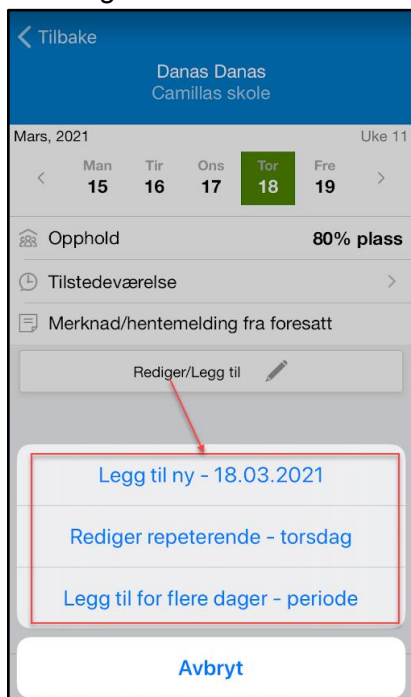 Tilbake
Danas Danas
Camillas skole
Mars, 2021 Uke 11
Man Tir Ons Tor Fre
15 16 17 18 19
Opphold 80% plass
Tilstedeværelse
Merknad/hentemelding fra foresatt
Rediger/Legg til
Legg til ny - 18.03.2021
Rediger repeterende - torsdag
Legg til for flere dager - periode
Avbryt